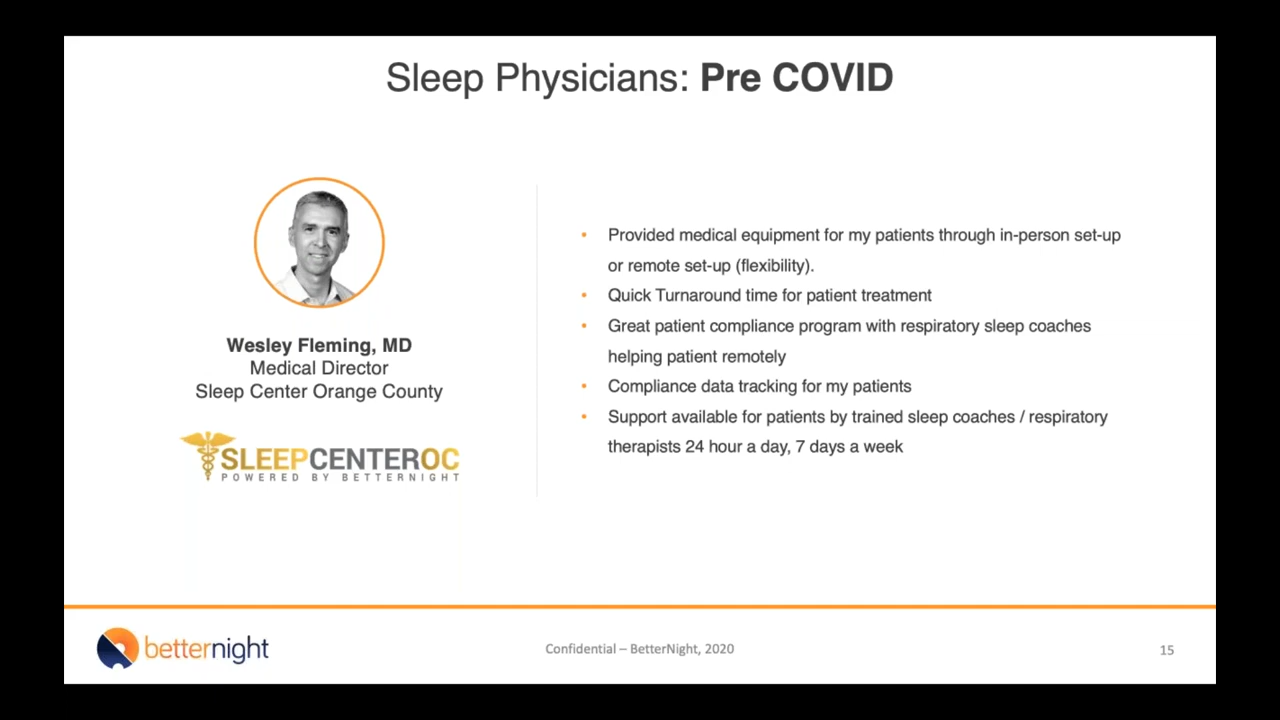 Sleep Physicians: Pre COVID
Wesley Fleming, MD
Medical Director
Sleep Center Orange County
SLEEPCENTEROC
POWERED BY BETTERNIGHT
• Provided medical equipment for my patients through in-person set-up
or remote set-up (flexibility).
• Quick Turnaround time for patient treatment
• Great patient compliance program with respiratory sleep coaches
helping patient remotely
• Compliance data tracking for my patients
• Support available for patients by trained sleep coaches / respiratory
therapists 24 hour a day, 7 days a week
betternight
Confidential – BetterNight, 2020
15